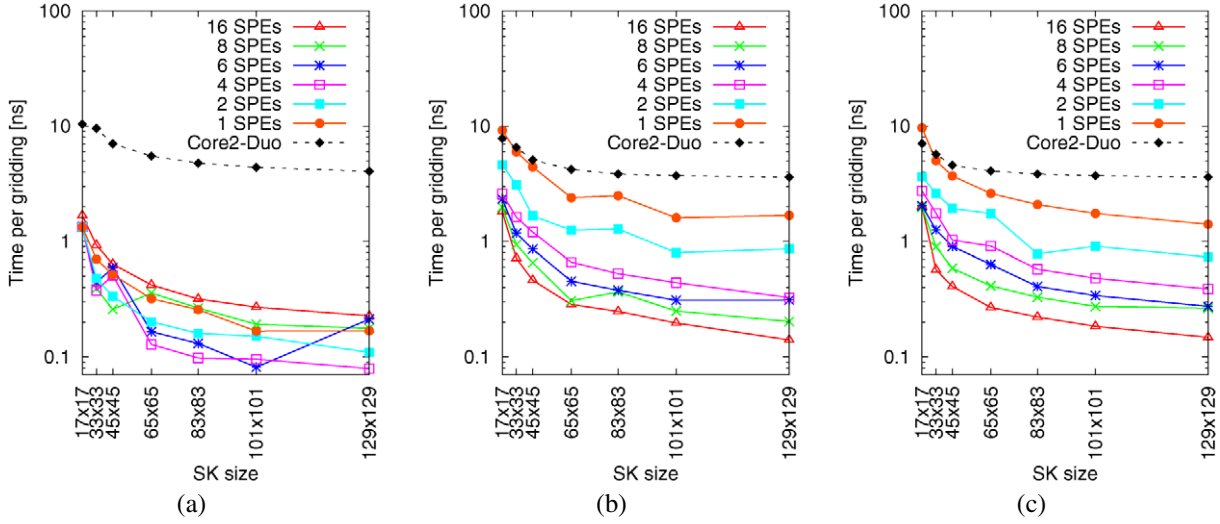 100
10
1
0.1
Time per gridding [ns]
16 SPEs
8 SPEs
6 SPEs
4 SPEs
2 SPEs
1 SPEs
Core2-Duo
17x17
33x33
45x45
65x65
83x83
101x101
129x129
SK size
(a)
100
10
1
0.1
Time per gridding [ns]
16 SPEs
8 SPEs
6 SPEs
4 SPEs
2 SPEs
1 SPEs
Core2-Duo
17x17
33x33
45x45
65x65
83x83
101x101
129x129
SK size
(b)
100
10
1
0.1
Time per gridding [ns]
16 SPEs
8 SPEs
6 SPEs
4 SPEs
2 SPEs
1 SPEs
Core2-Duo
17x17
33x33
45x45
65x65
83x83
101x101
129x129
SK size
(c)